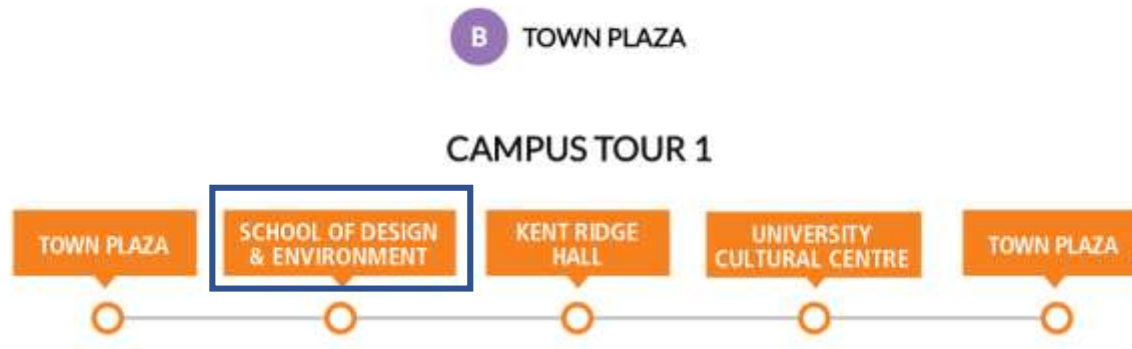 B TOWN PLAZA
CAMPUS TOUR 1
TOWN PLAZA
SCHOOL OF DESIGN
& ENVIRONMENT
KENT RIDGE
HALL
UNIVERSITY
CULTURAL CENTRE
TOWN PLAZA